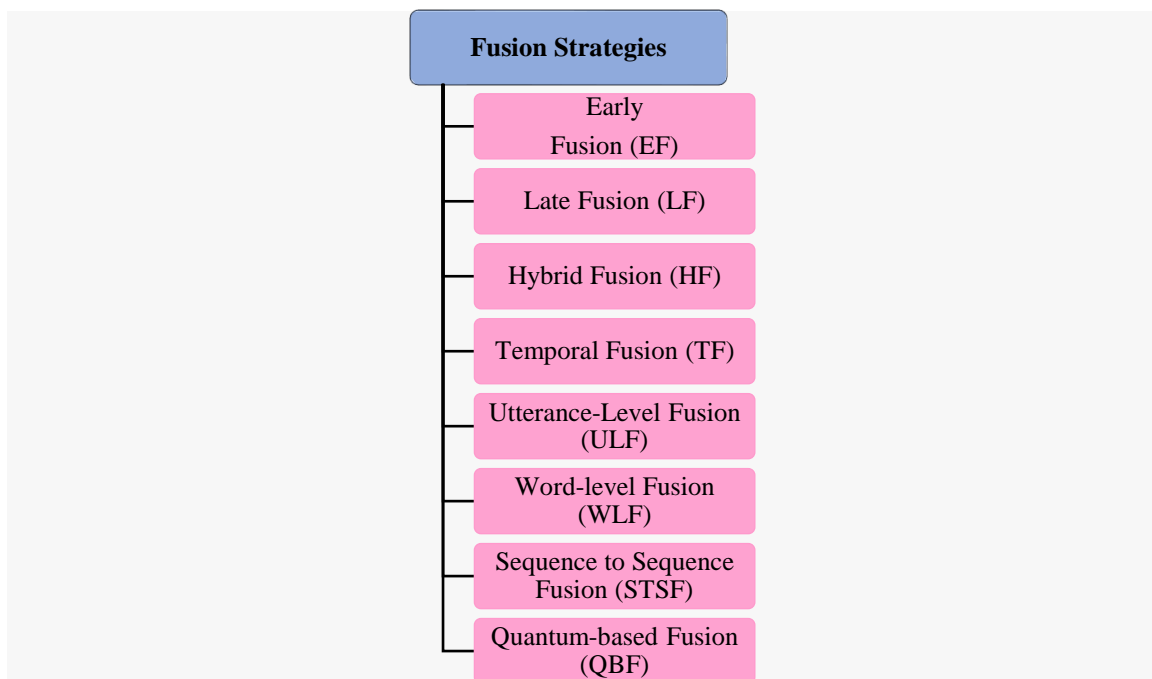 Fusion Strategies
Early
Fusion (EF)
Late Fusion (LF)
Hybrid Fusion (HF)
Temporal Fusion (TF)
Utterance-Level Fusion
(ULF)
Word-level Fusion
(WLF)
Sequence to Sequence
Fusion (STSF)
Quantum-based Fusion
(QBF)